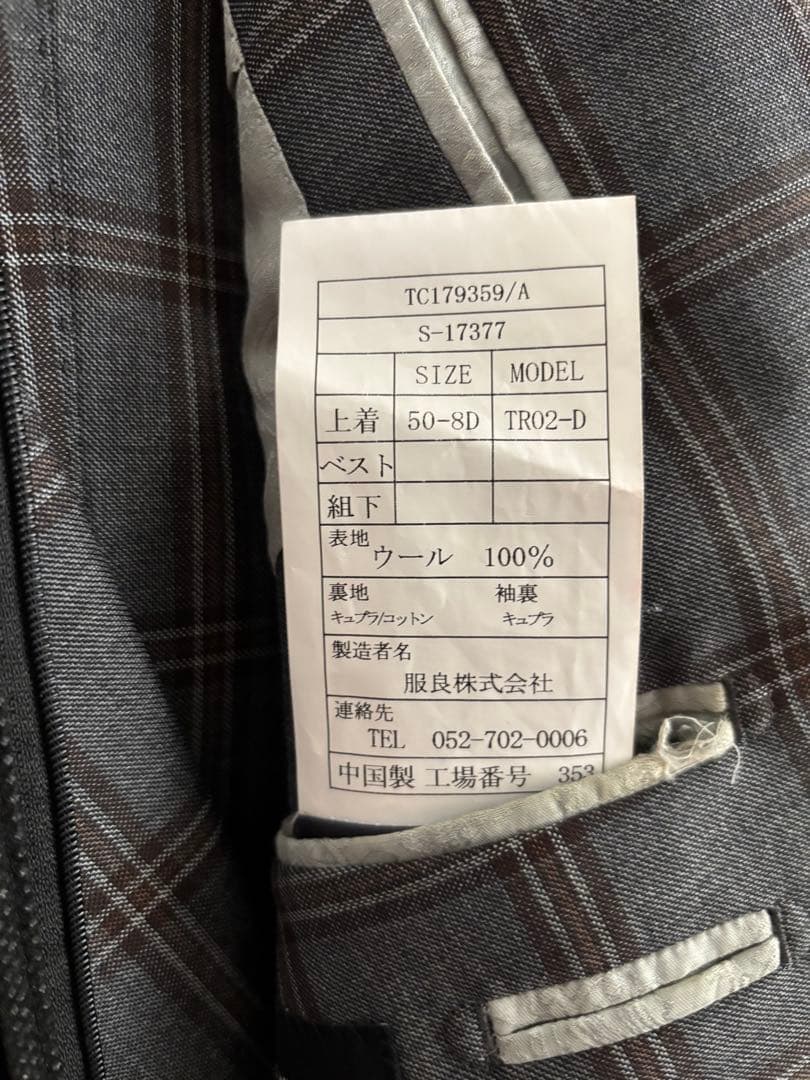 TC179359/A
S-17377
SIZE MODEL
上着 50-8D TR02-D
ベスト
組下
表地 ウール 100%
裏地 袖裏
キュプラ/コットン キュプラ
製造者名
服良株式会社
連絡先
TEL 052-702-0006
中国製 工場番号 353